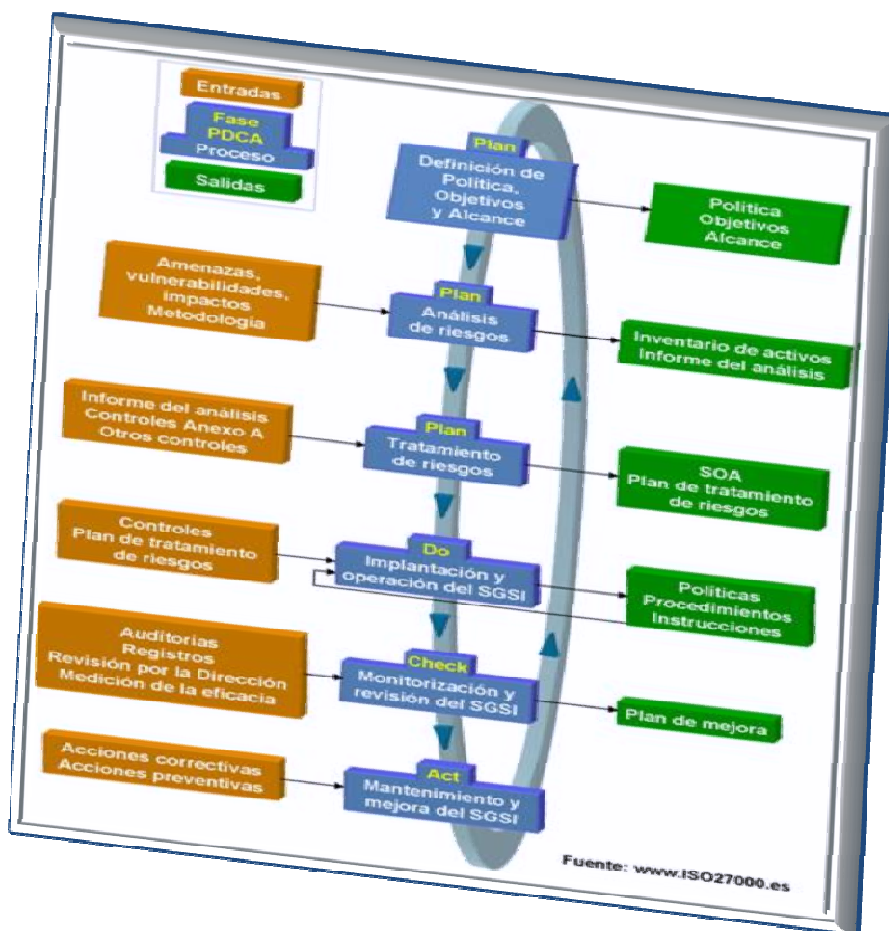 Entradas
Fase
PDCA
Proceso
Salidas
Plan
Definición de
Política,
Objetivos
y Alcance
Política
Objetivos
Alcance
Amenazas,
vulnerabilidades,
impactos
Metodología
Plan
Análisis
de riesgos
Inventario de activos
Informe del análisis
Informe del análisis
Controles Anexo A
Otros controles
Plan
Tratamiento
de riesgos
SOA
Plan de tratamiento
de riesgos
Controles
Plan de tratamiento
de riesgos
Do
Implantación y
operación del SGSI
Políticas
Procedimientos
Instrucciones
Auditorias
Registros
Revisión por la Dirección
Medición de la eficacia
Check
Monitorización y
revisión del SGSI
Plan de mejora
Acciones correctivas
Acciones preventivas
Act
Mantenimiento y
mejora del SGSI
Fuente: www.ISO27000.es